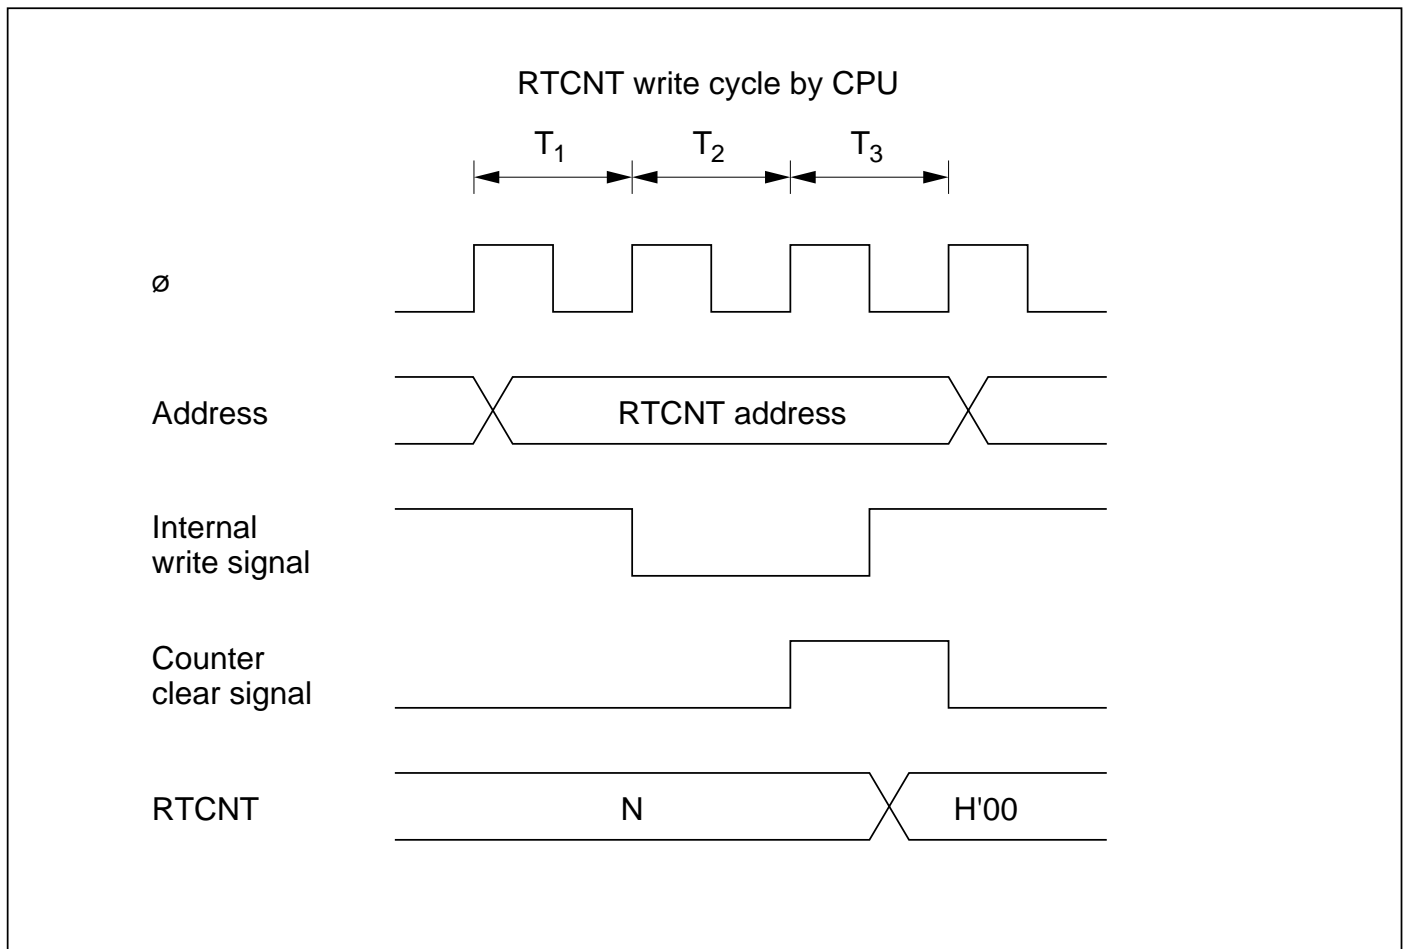 RTCNT write cycle by CPU
T1 T2 T3
ø
Address
RTCNT address
Internal
write signal
Counter
clear signal
RTCNT
N
H'00